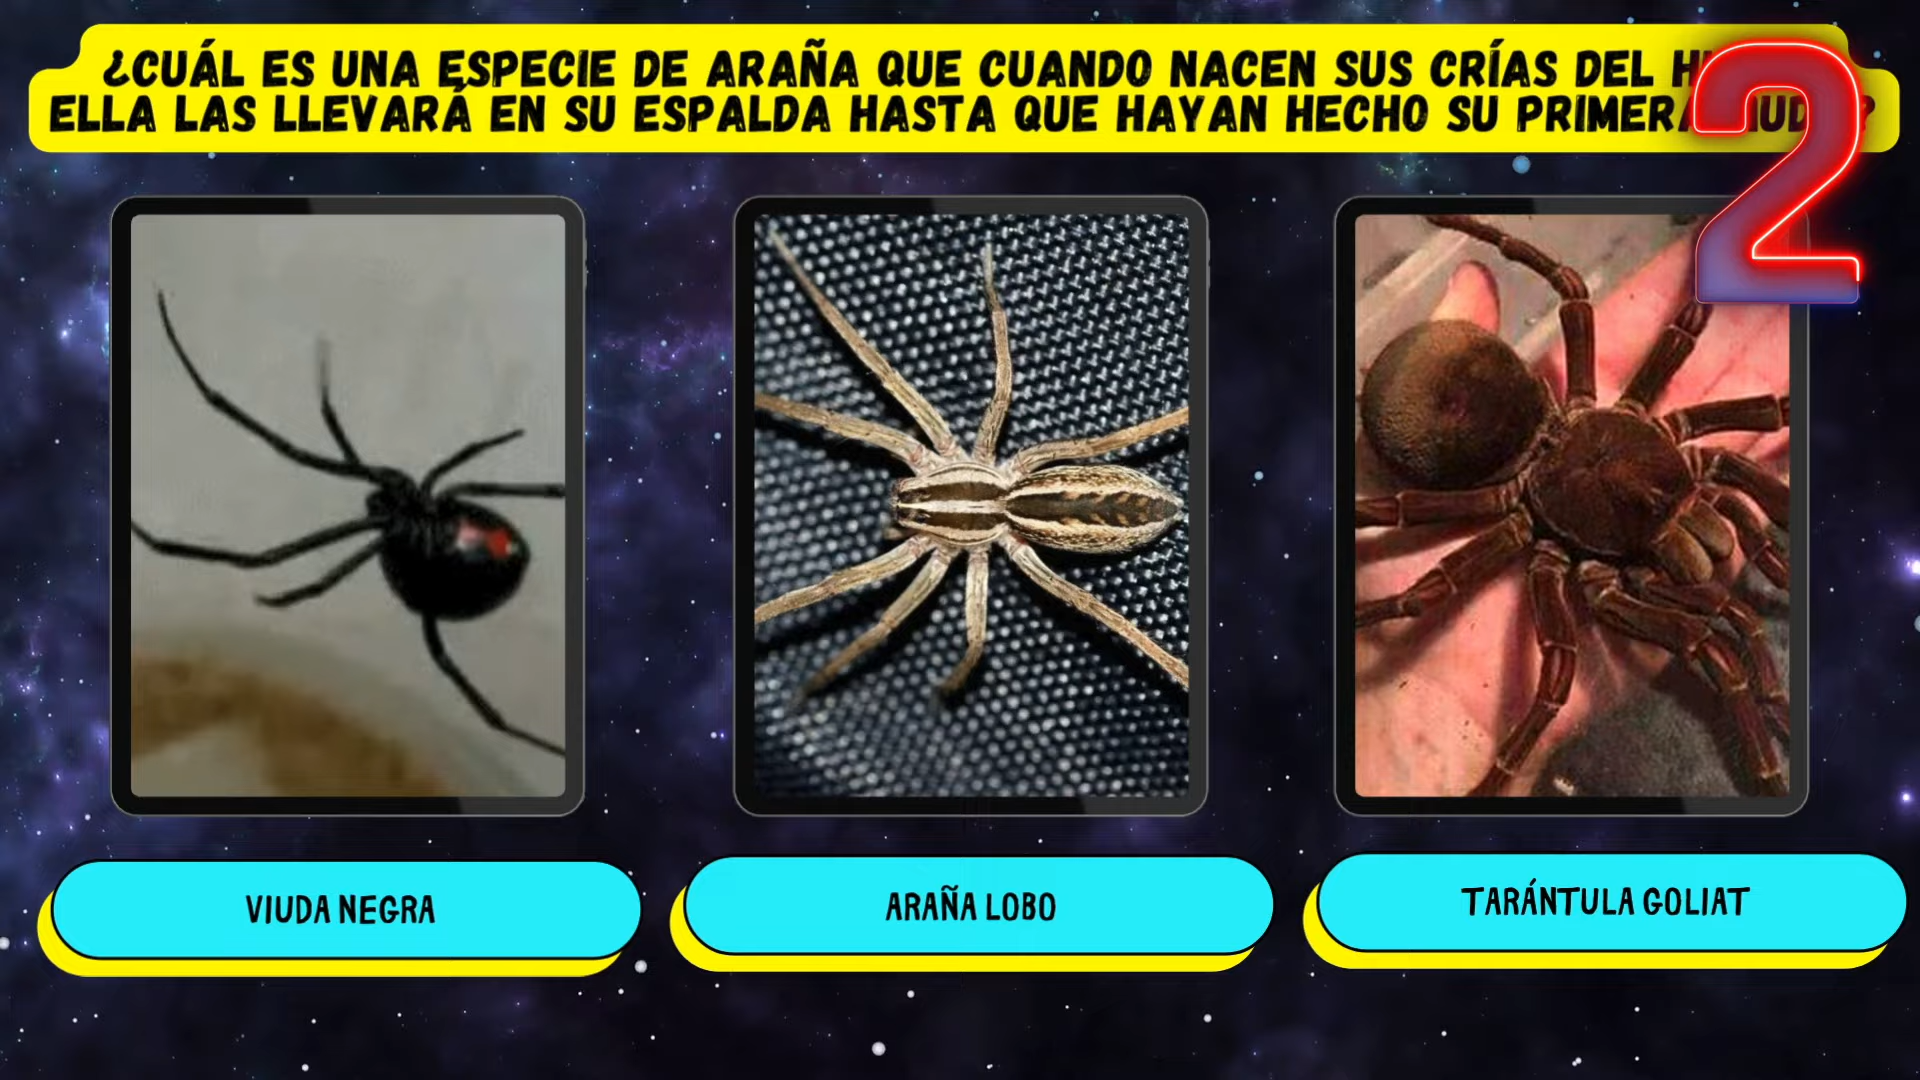 ¿CUÁL ES UNA ESPECIE DE ARAÑA QUE CUANDO NACEN SUS CRÍAS DEL
ELLA LAS LLEVARÁ EN SU ESPALDA HASTA QUE HAYAN HECHO SU PRIMERA ?
2
VIUDA NEGRA
ARAÑA LOBO
TARÁNTULA GOLIAT